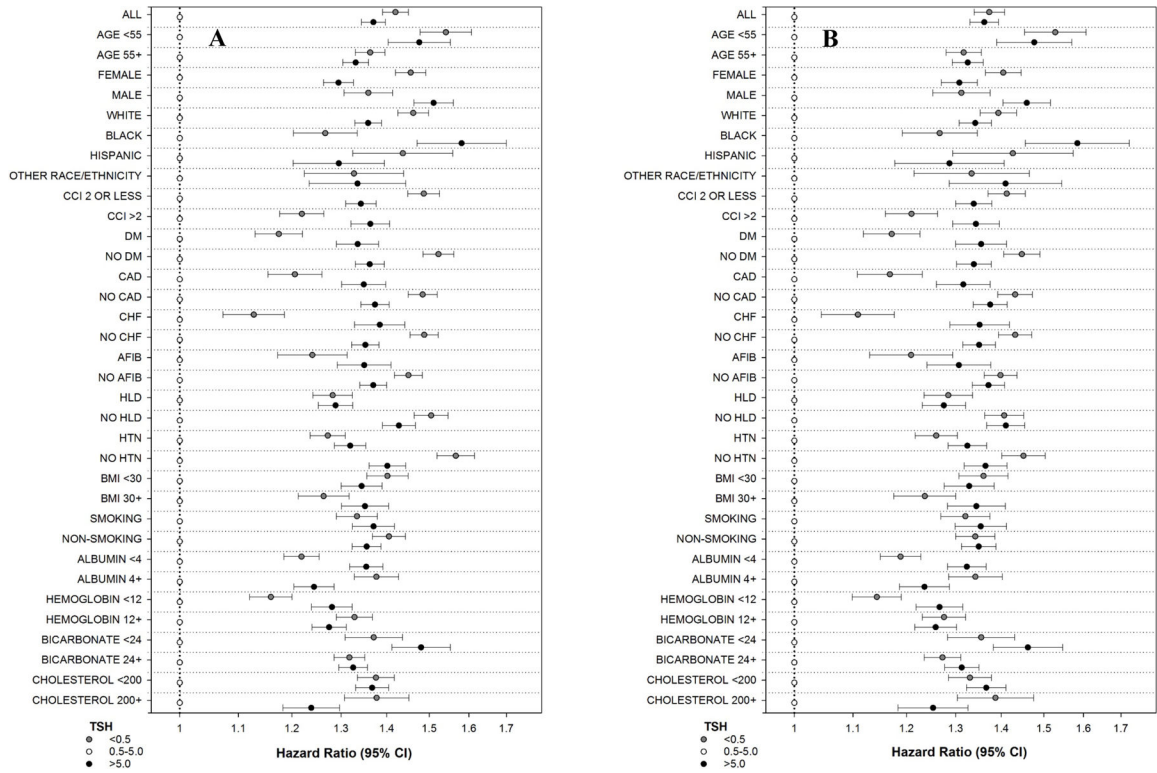 A
ALL
AGE <55
AGE 55+
FEMALE
MALE
WHITE
BLACK
HISPANIC
OTHER RACE/ETHNICITY
CCI 2 OR LESS
CCI >2
DM
NO DM
CAD
NO CAD
CHF
NO CHF
AFIB
NO AFIB
HLD
NO HLD
HTN
NO HTN
BMI <30
BMI 30+
SMOKING
NON-SMOKING
ALBUMIN <4
ALBUMIN 4+
HEMOGLOBIN <12
HEMOGLOBIN 12+
BICARBONATE <24
BICARBONATE 24+
CHOLESTEROL <200
CHOLESTEROL 200+
1 1.1 1.2 1.3 1.4 1.5 1.6 1.7
Hazard Ratio (95% CI)
TSH
<0.5
0.5-5.0
>5.0
B
ALL
AGE <55
AGE 55+
FEMALE
MALE
WHITE
BLACK
HISPANIC
OTHER RACE/ETHNICITY
CCI 2 OR LESS
CCI >2
DM
NO DM
CAD
NO CAD
CHF
NO CHF
AFIB
NO AFIB
HLD
NO HLD
HTN
NO HTN
BMI <30
BMI 30+
SMOKING
NON-SMOKING
ALBUMIN <4
ALBUMIN 4+
HEMOGLOBIN <12
HEMOGLOBIN 12+
BICARBONATE <24
BICARBONATE 24+
CHOLESTEROL <200
CHOLESTEROL 200+
1 1.1 1.2 1.3 1.4 1.5 1.6 1.7
Hazard Ratio (95% CI)
TSH
<0.5
0.5-5.0
>5.0